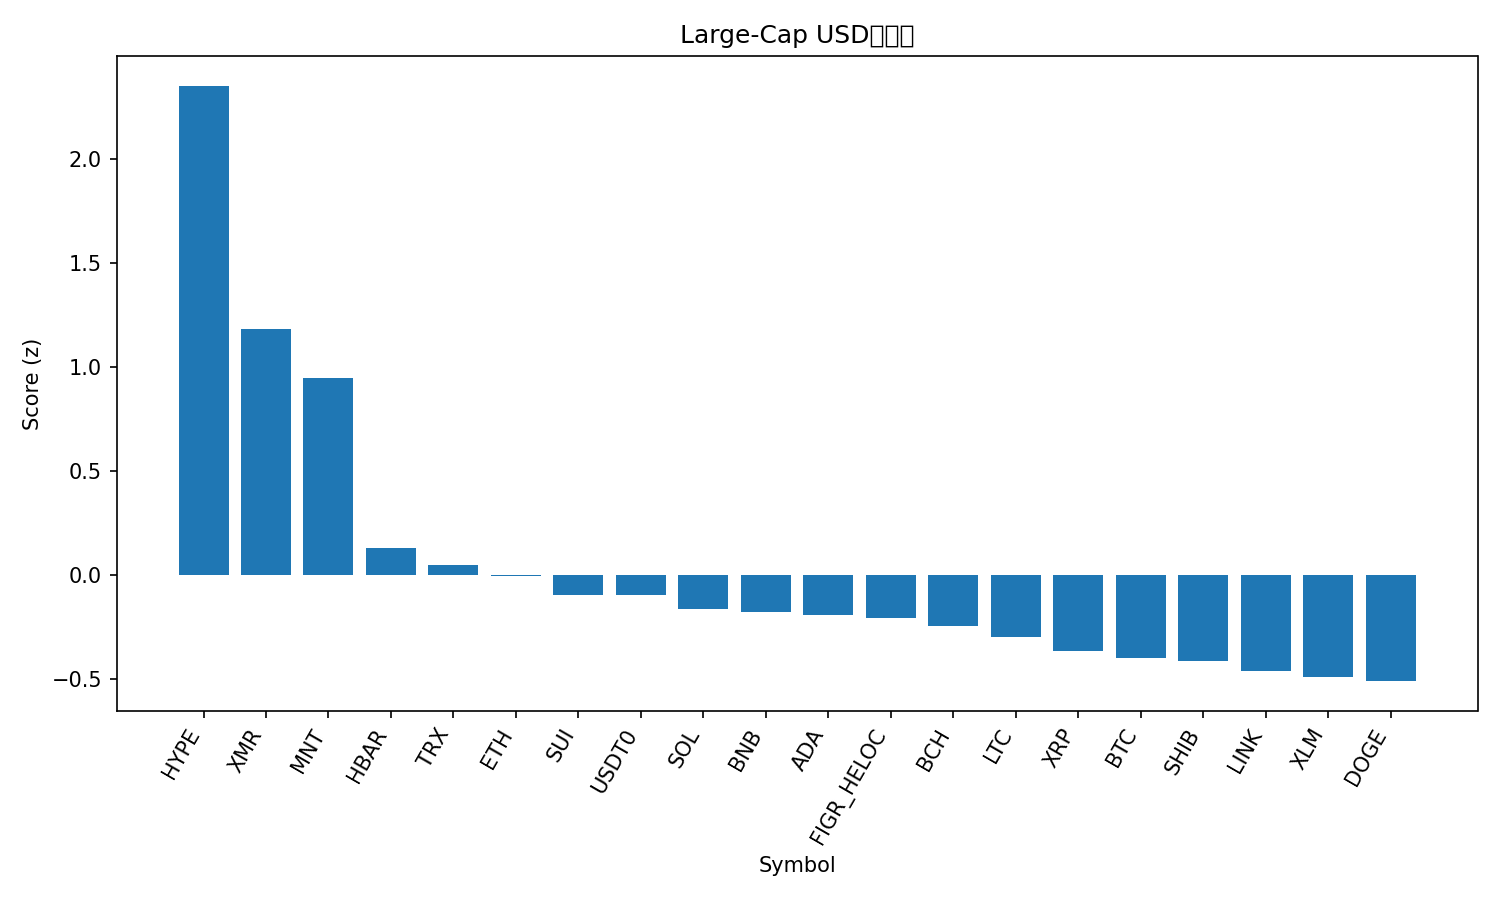 Large-Cap USD
Score (z)
2.0
1.5
1.0
0.5
0.0
−0.5
HYPE
XMR
MNT
HBAR
TRX
ETH
SUI
USDT0
SOL
BNB
ADA
FIGR_HELOC
BCH
LTC
XRP
BTC
SHIB
LINK
XLM
DOGE
Symbol